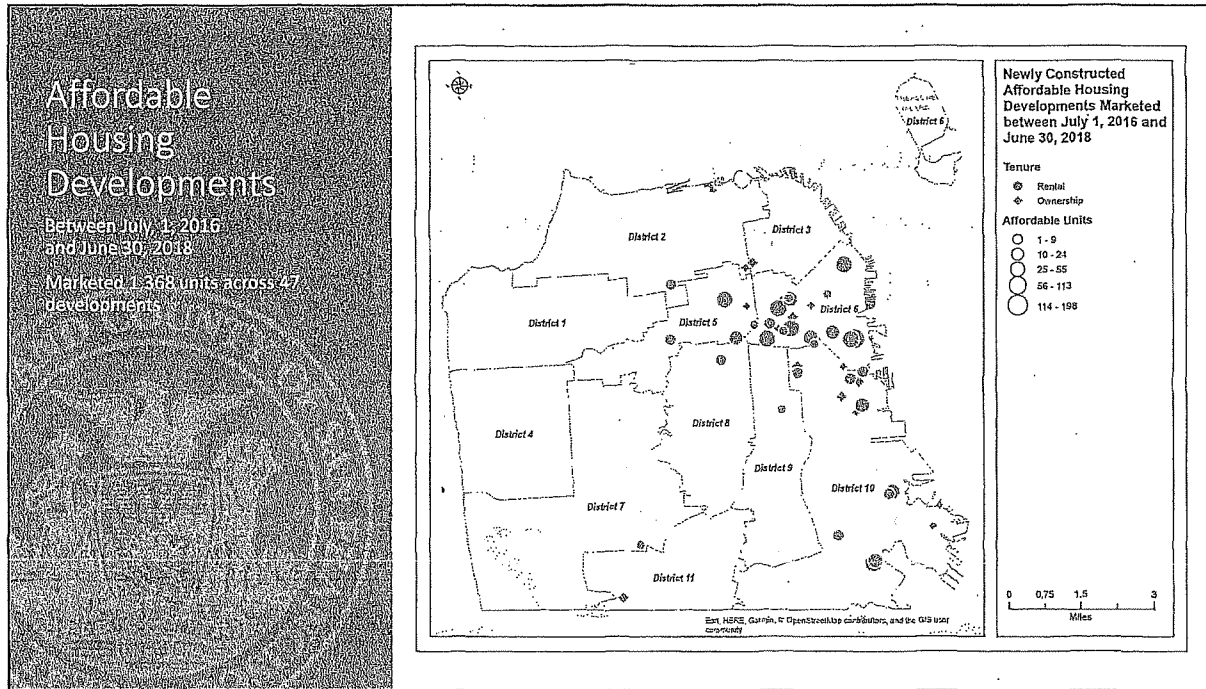 Affordable
Housing
Developments
Between July 1, 2016
and June 30, 2018
Marketed 1,368 units across 47
developments
District 6
District 2
District 3
District 1
District 5
District 6
District 4
District 8
District 9
District 10
District 7
District 11
Esri, HERE, Garmin, © OpenStreetMap contributors, and the GIS user
community
Newly Constructed
Affordable Housing
Developments Marketed
between July 1, 2016 and
June 30, 2018
Tenure
Rental
Ownership
Affordable Units
1 - 9
10 - 24
25 - 55
56 - 113
114 - 198
0 0.75 1.5 3
Miles